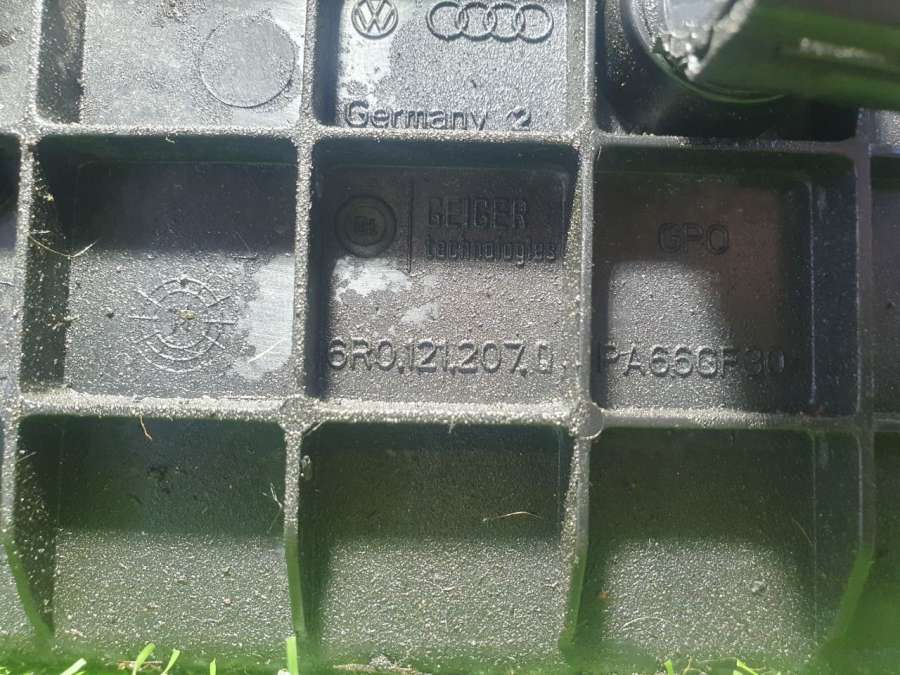 Germany 2
GEIGER
technologies
GPO
6R0.121.207.Q
PA66GF30